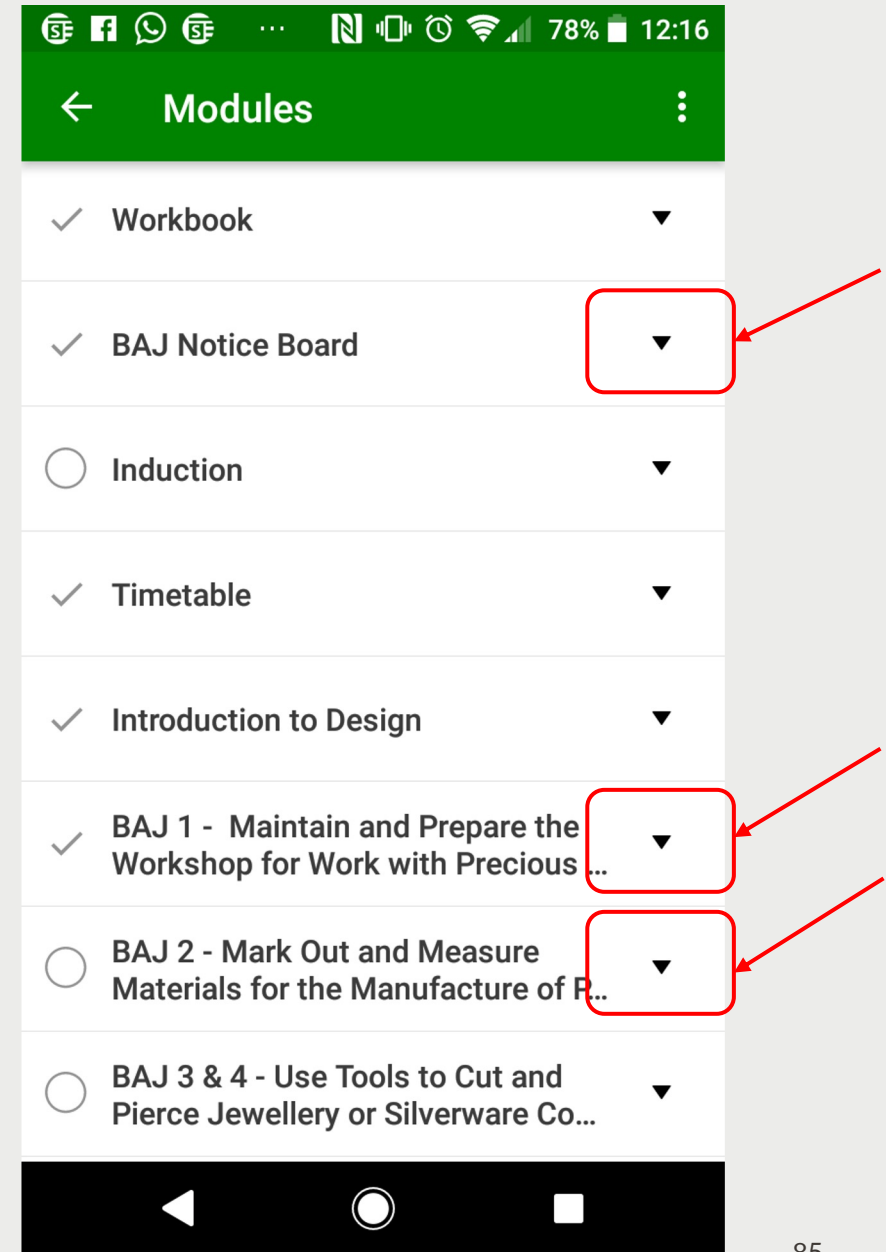 78% 12:16
Modules
Workbook
BAJ Notice Board
Induction
Timetable
Introduction to Design
BAJ 1 - Maintain and Prepare the
Workshop for Work with Precious ...
BAJ 2 - Mark Out and Measure
Materials for the Manufacture of P...
BAJ 3 & 4 - Use Tools to Cut and
Pierce Jewellery or Silverware Co...
85